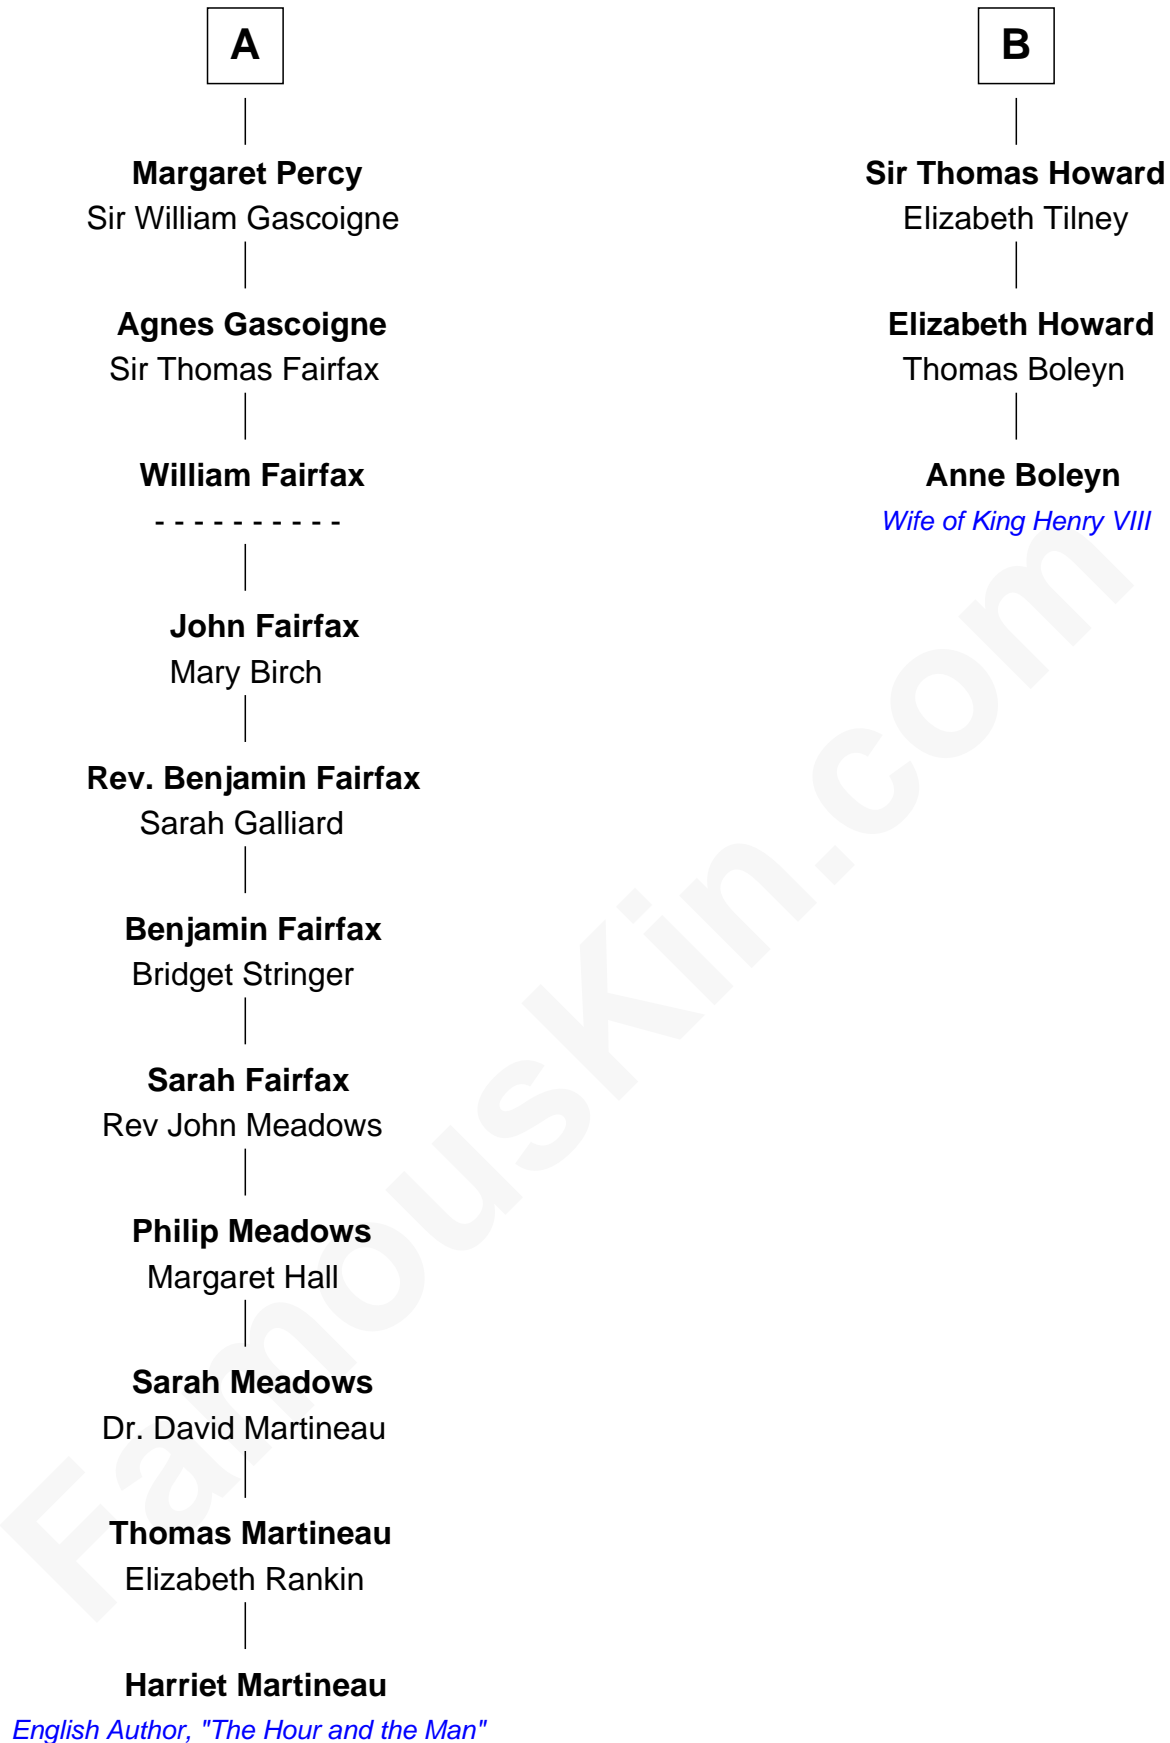 A
Margaret Percy
Sir William Gascoigne
Agnes Gascoigne
Sir Thomas Fairfax
William Fairfax
- - - - - - - - - -
John Fairfax
Mary Birch
Rev. Benjamin Fairfax
Sarah Galliard
Benjamin Fairfax
Bridget Stringer
Sarah Fairfax
Rev John Meadows
Philip Meadows
Margaret Hall
Sarah Meadows
Dr. David Martineau
Thomas Martineau
Elizabeth Rankin
Harriet Martineau
English Author, "The Hour and the Man"
B
Sir Thomas Howard
Elizabeth Tilney
Elizabeth Howard
Thomas Boleyn
Anne Boleyn
Wife of King Henry VIII
FamousKin.com